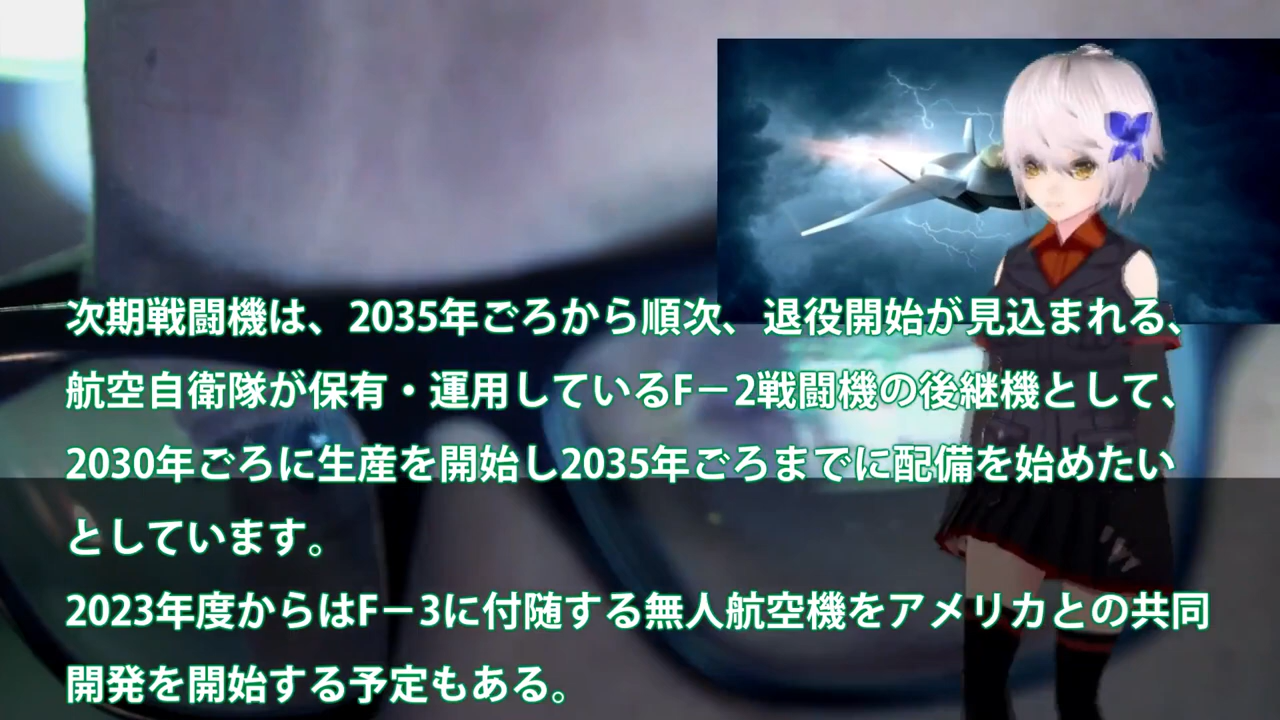 次期戦闘機は、2035年ごろから順次、退役開始が見込まれる、
航空自衛隊が保有・運用しているF－2戦闘機の後継機として、
2030年ごろに生産を開始し2035年ごろまでに配備を始めたい
としています。
2023年度からはF－3に付随する無人航空機をアメリカとの共同
開発を開始する予定もある。